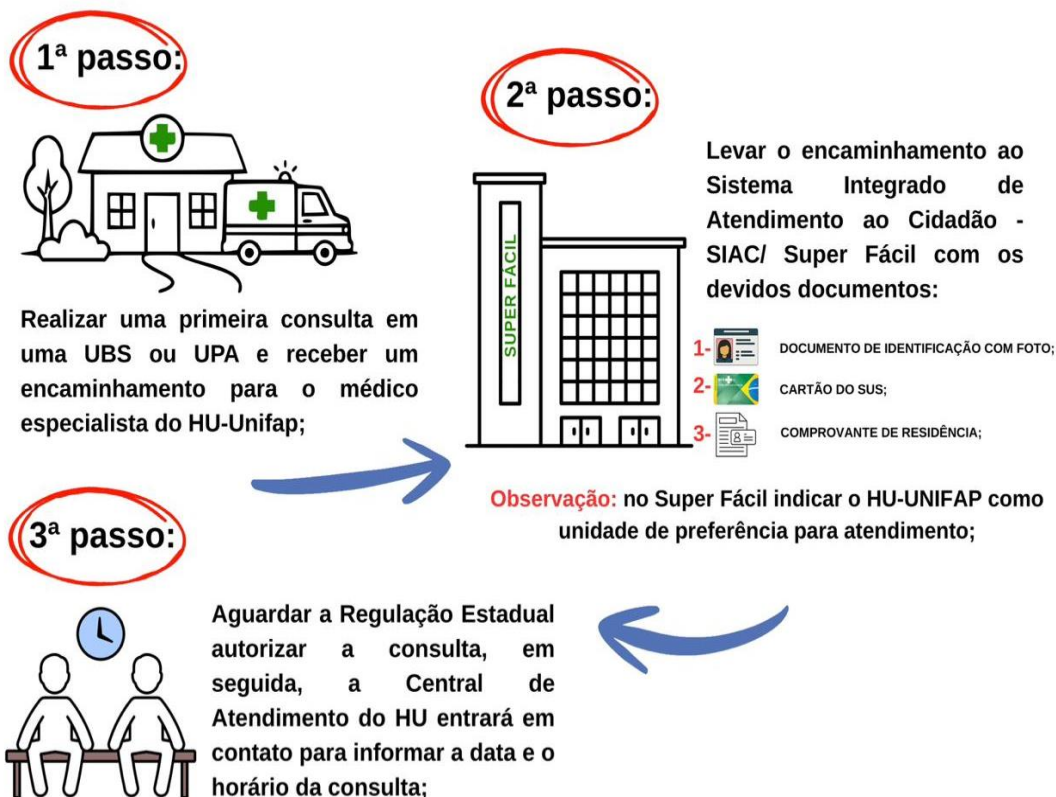 1ª passo:
Realizar uma primeira consulta em
uma UBS ou UPA e receber um
encaminhamento para o médico
especialista do HU-Unifap;
2ª passo:
SUPER FÁCIL
Levar o encaminhamento ao
Sistema Integrado de
Atendimento ao Cidadão -
SIAC/ Super Fácil com os
devidos documentos:
1- DOCUMENTO DE IDENTIFICAÇÃO COM FOTO;
2- CARTÃO DO SUS;
3- COMPROVANTE DE RESIDÊNCIA;
Observação: no Super Fácil indicar o HU-UNIFAP como
unidade de preferência para atendimento;
3ª passo:
Aguardar a Regulação Estadual
autorizar a consulta, em
seguida, a Central de
Atendimento do HU entrará em
contato para informar a data e o
horário da consulta;